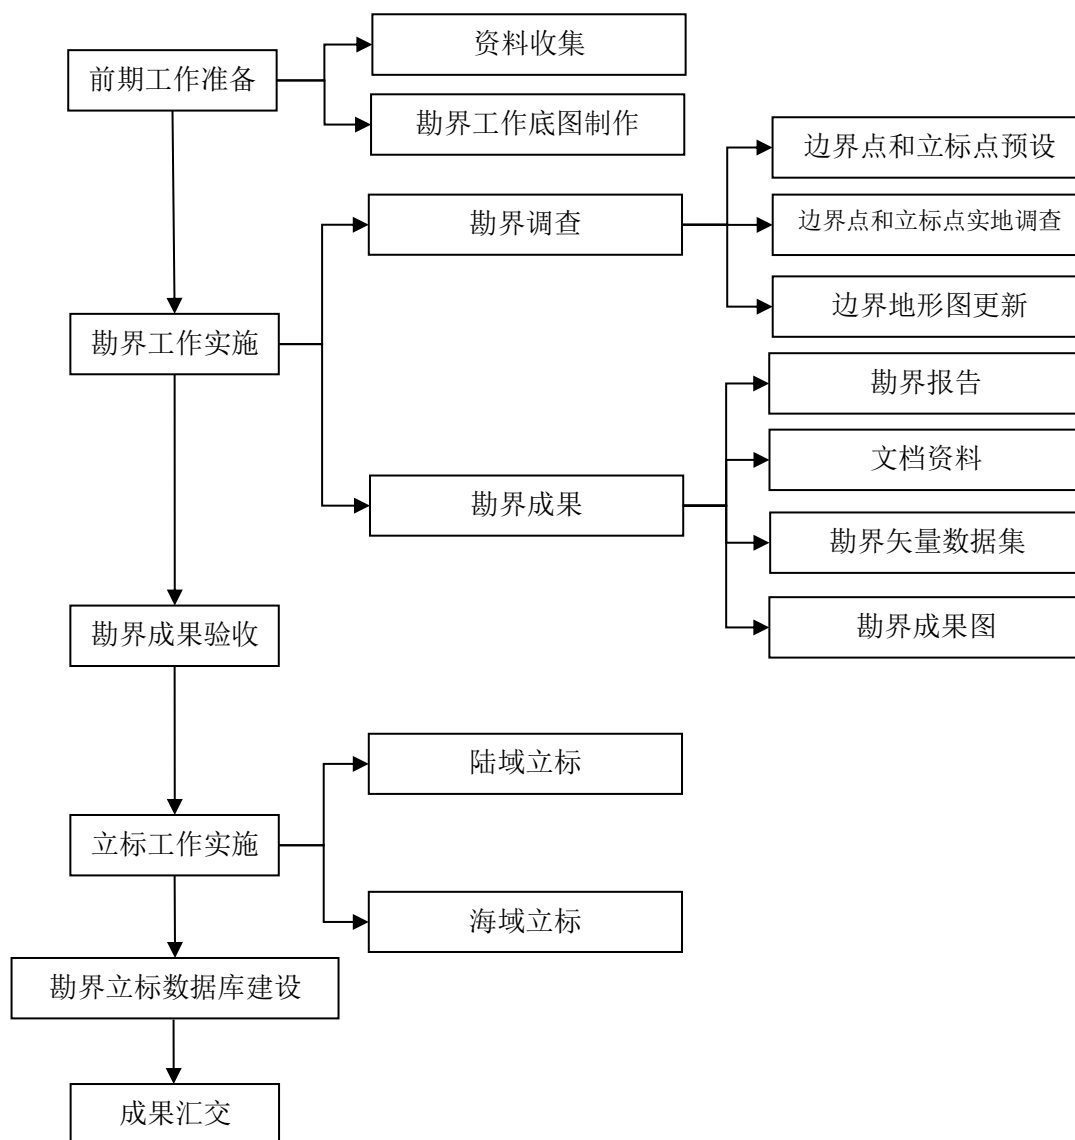 前期工作准备
资料收集
勘界工作底图制作
勘界工作实施
勘界调查
边界点和立标点预设
边界点和立标点实地调查
边界地形图更新
勘界成果
勘界报告
文档资料
勘界矢量数据集
勘界成果图
勘界成果验收
立标工作实施
陆域立标
海域立标
勘界立标数据库建设
成果汇交